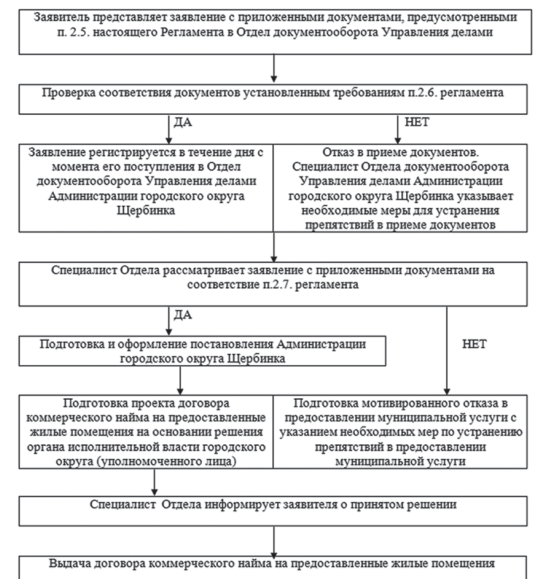 Заявитель представляет заявление с приложенными документами, предусмотренными
п. 2.5. настоящего Регламента в Отдел документооборота Управления делами
Проверка соответствия документов установленным требованиям п.2.6. регламента
ДА
НЕТ
Заявление регистрируется в течение дня с
момента его поступления в Отдел
документооборота Управления делами
Администрации городского округа
Щербинка
Отказ в приеме документов.
Специалист Отдела документооборота
Управления делами Администрации
городского округа Щербинка указывает
необходимые меры для устранения
препятствий в приеме документов
Специалист Отдела рассматривает заявление с приложенными документами на
соответствие п.2.7. регламента
ДА
НЕТ
Подготовка и оформление постановления Администрации
городского округа Щербинка
Подготовка проекта договора
коммерческого найма на предоставленные
жилые помещения на основании решения
органа исполнительной власти городского
округа (уполномоченного лица)
Подготовка мотивированного отказа в
предоставлении муниципальной услуги с
указанием необходимых мер по устранению
препятствий в предоставлении
муниципальной услуги
Специалист Отдела информирует заявителя о принятом решении
Выдача договора коммерческого найма на предоставленные жилые помещения